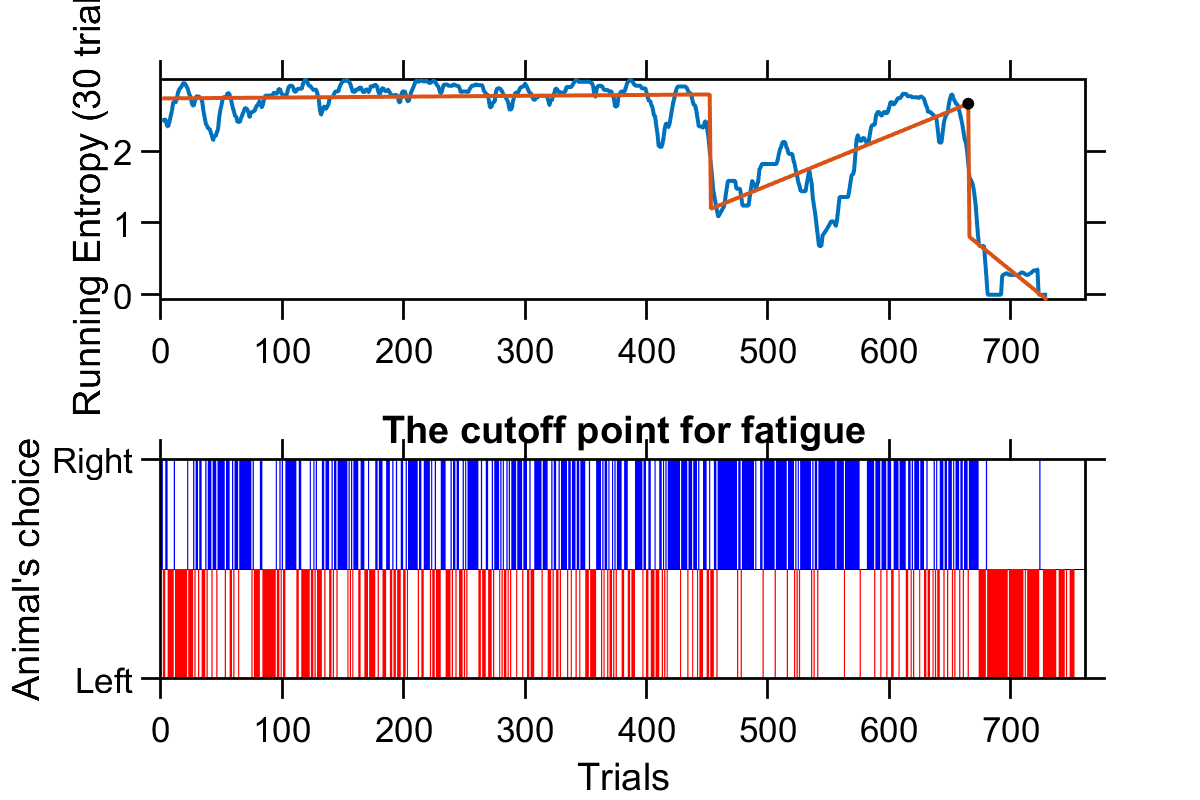 Running Entropy (30 trial
2
1
0
0 100 200 300 400 500 600 700
The cutoff point for fatigue
Animal's choice
Right
Left
0 100 200 300 400 500 600 700
Trials